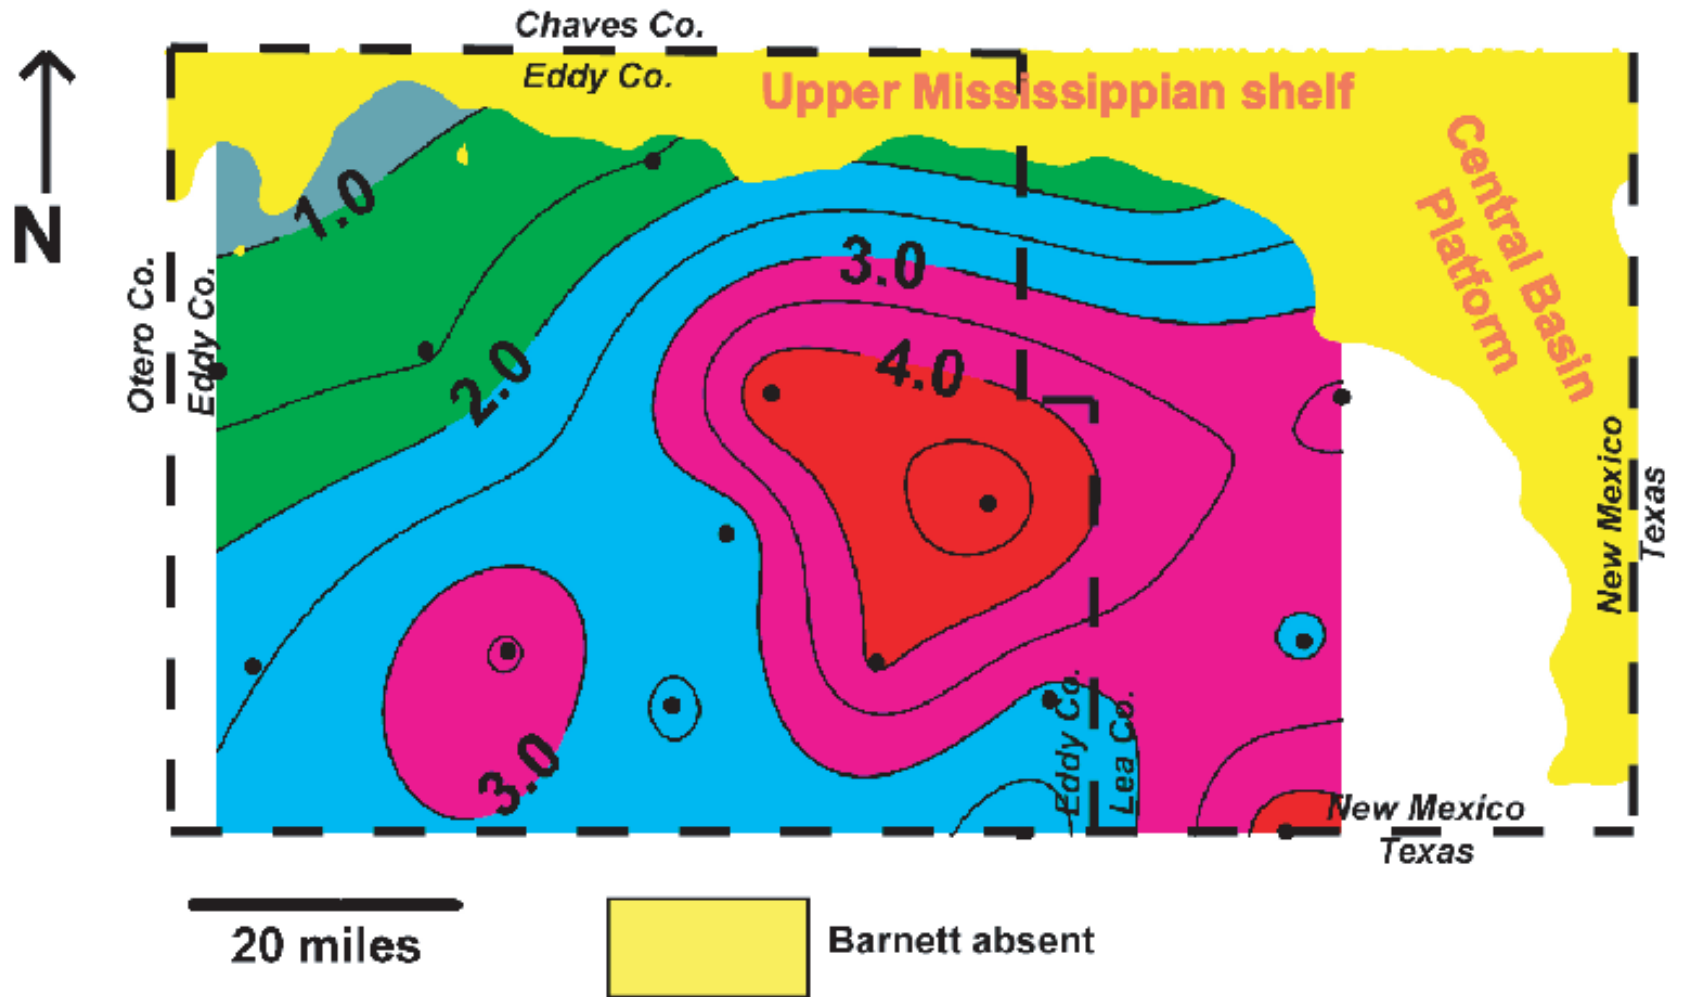 Chaves Co.
Eddy Co.
Upper Mississippian shelf
Central Basin
Platform
N
1.0
Otero Co.
Eddy Co.
2.0
3.0
4.0
New Mexico
Texas
3.0
Eddy Co.
Lea Co.
New Mexico
Texas
20 miles
Barnett absent